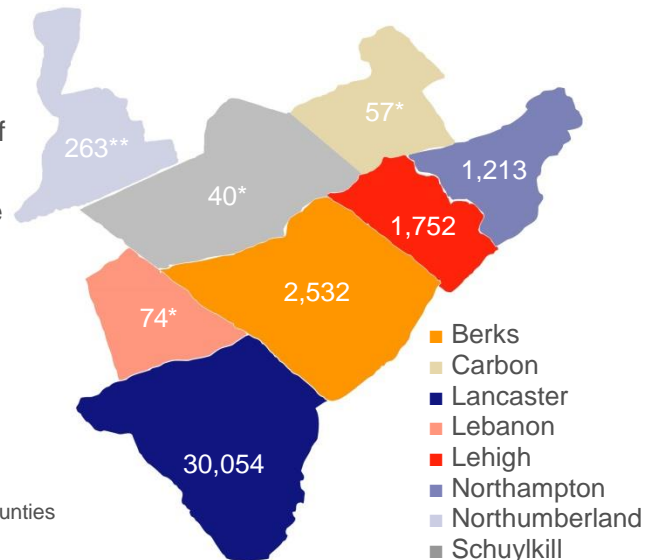 57*
263**
1,213
40*
1,752
2,532
74*
30,054
Berks
Carbon
Lancaster
Lebanon
Lehigh
Northampton
Northumberland
Schuylkill